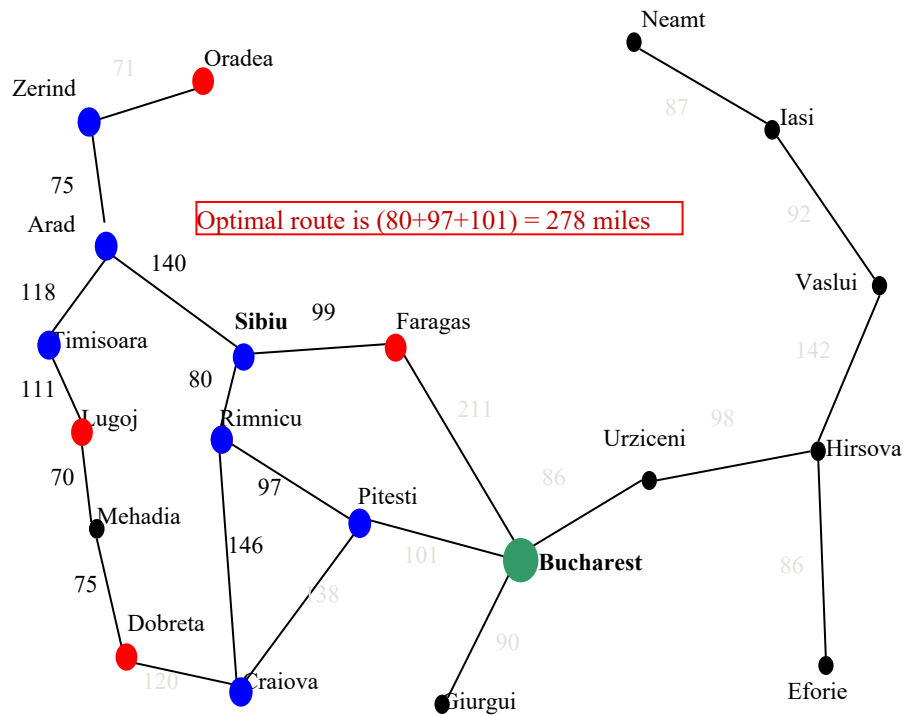 Neamt
Oradea
71
Zerind
87
Iasi
75
92
Optimal route is (80+97+101) = 278 miles
Arad
140
118
Vaslui
Sibiu
99
Faragas
Timisoara
142
80
111
211
98
Lugoj
Rimnicu
Urziceni
Hirsova
70
97
86
Pitesti
Mehadia
146
101
Bucharest
86
75
138
Dobreta
90
120
Craiova
Giurgui
Eforie